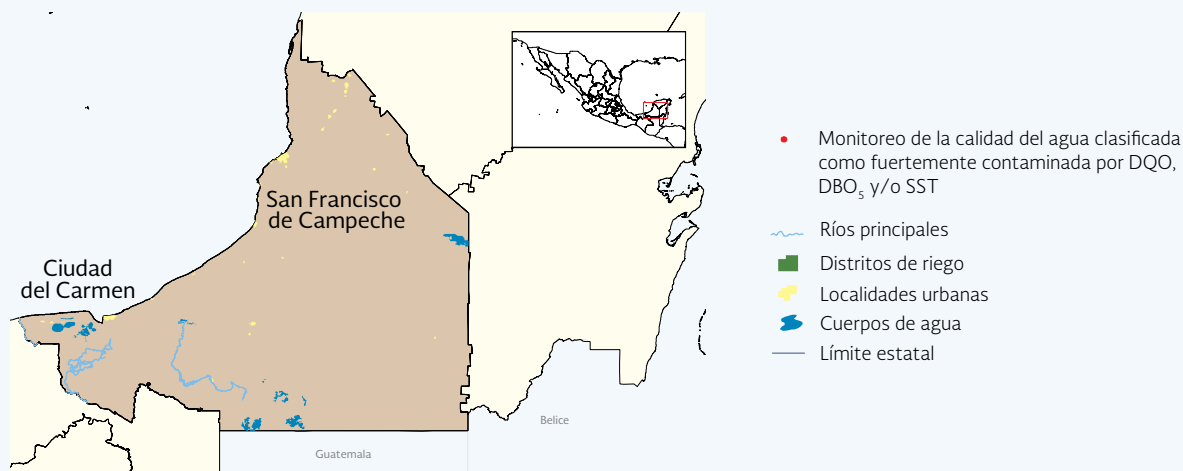 San Francisco
de Campeche
Ciudad
del Carmen
Belice
Guatemala
Monitoreo de la calidad del agua clasificada
como fuertemente contaminada por DQO,
DBO₅ y/o SST
Ríos principales
Distritos de riego
Localidades urbanas
Cuerpos de agua
Límite estatal